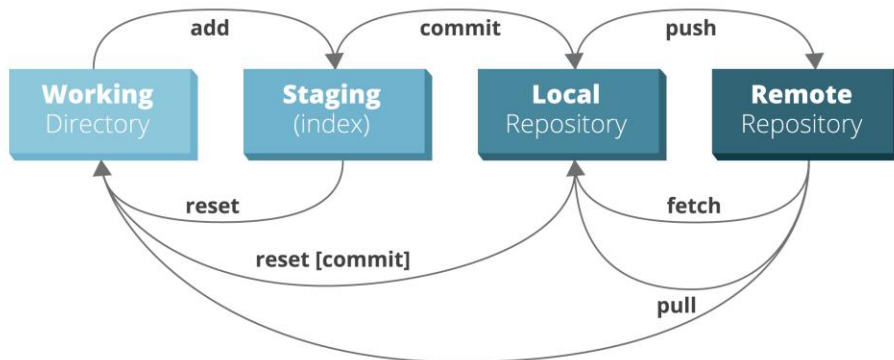 add
commit
push
Working
Directory
Staging
(index)
Local
Repository
Remote
Repository
reset
fetch
reset [commit]
pull